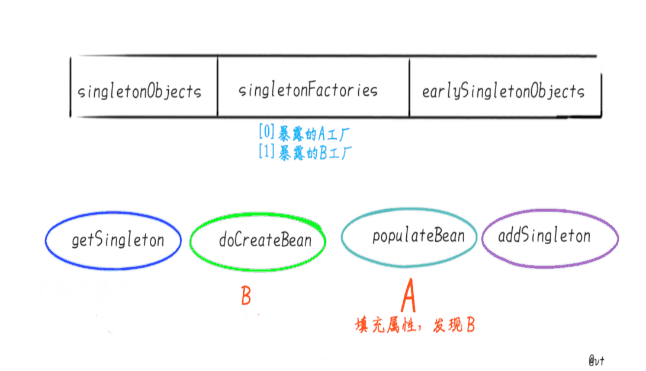 singletonObjects singletonFactories earlySingletonObjects
[0]暴露的A工厂
[1]暴露的B工厂
getSingleton doCreateBean populateBean addSingleton
B A
填充属性，发现B
@vt